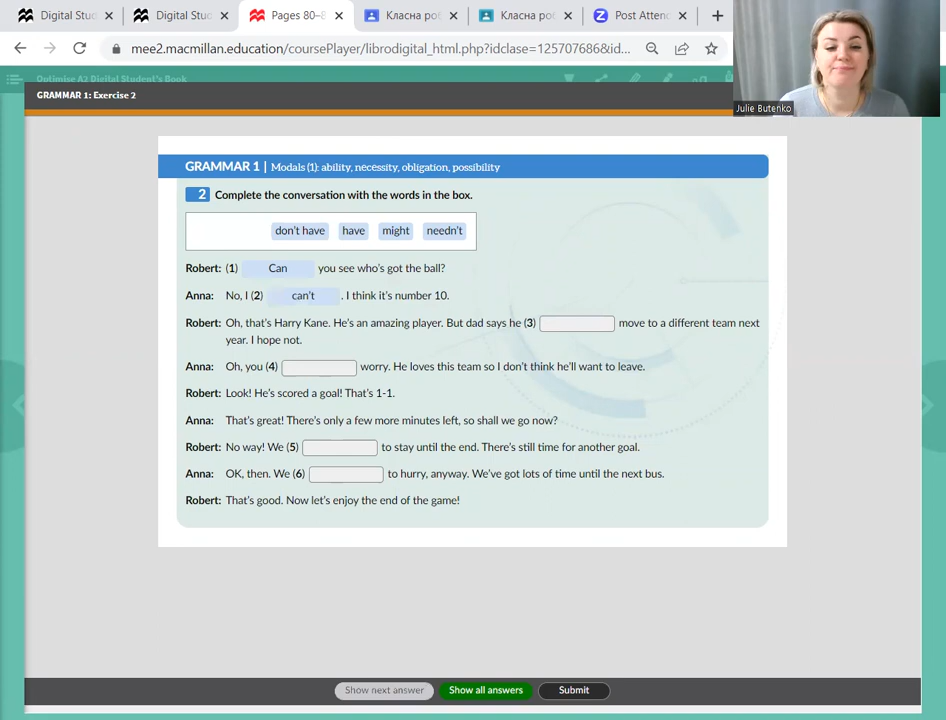 Digital Stud
Digital Stu
Pages 80–8
Класна роб
Класна роб
Post Attend
mee2.macmillan.education/coursePlayer/librodigital_html.php?idclase=125707686&id...
Optimise A2 Digital Student's Book
GRAMMAR 1: Exercise 2
Julie Butenko
GRAMMAR 1 | Modals (1): ability, necessity, obligation, possibility
2 Complete the conversation with the words in the box.
don't have have might needn't
Robert: (1) Can you see who's got the ball?
Anna: No, I (2) can't . I think it's number 10.
Robert: Oh, that's Harry Kane. He's an amazing player. But dad says he (3) move to a different team next
year. I hope not.
Anna: Oh, you (4) worry. He loves this team so I don't think he'll want to leave.
Robert: Look! He's scored a goal! That's 1-1.
Anna: That's great! There's only a few more minutes left, so shall we go now?
Robert: No way! We (5) to stay until the end. There's still time for another goal.
Anna: OK, then. We (6) to hurry, anyway. We've got lots of time until the next bus.
Robert: That's good. Now let's enjoy the end of the game!
Show next answer Show all answers Submit